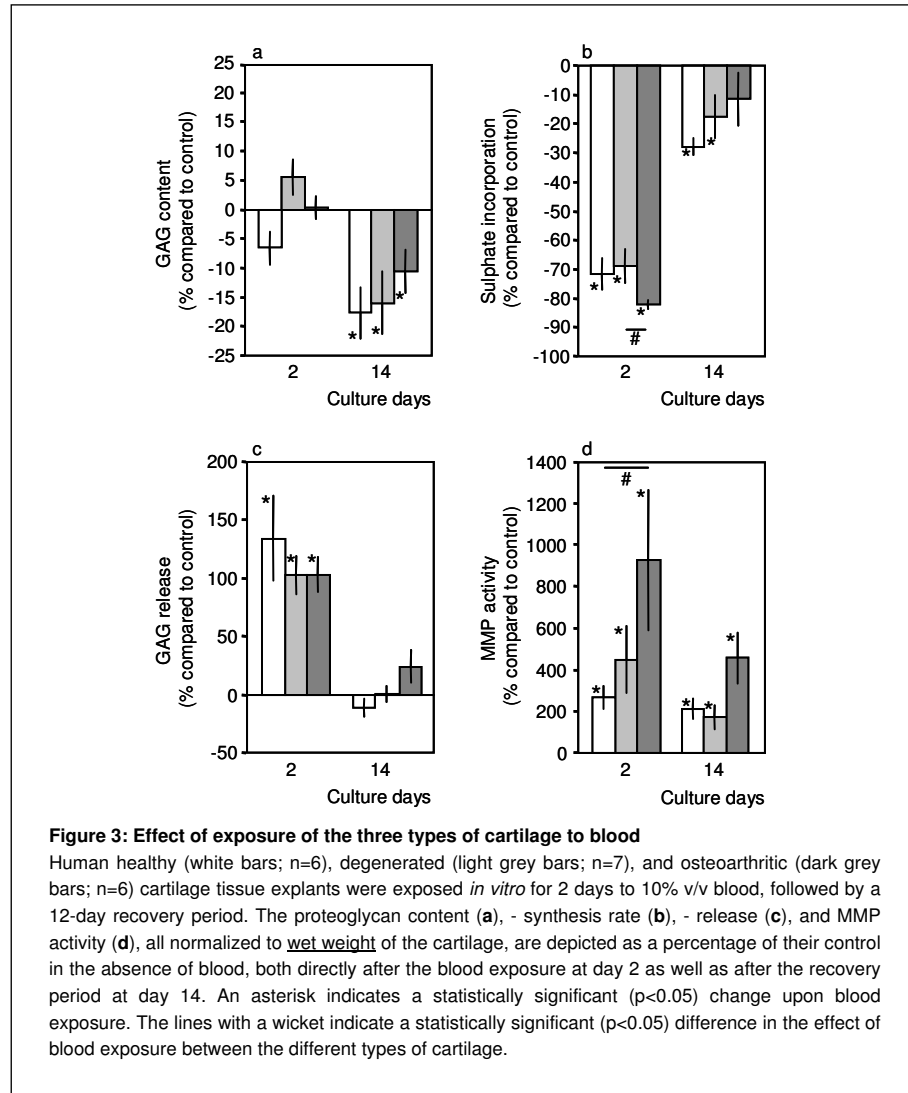 a
25
20
15
10
5
0
-5
-10
-15
-20
-25
GAG content
(% compared to control)
* * *
2 14
Culture days
b
0
-10
-20
-30
-40
-50
-60
-70
-80
-90
-100
Sulphate incorporation
(% compared to control)
* * * * *
#
2 14
Culture days
c
200
150
100
50
0
-50
GAG release
(% compared to control)
* * *
2 14
Culture days
d
1400
1200
1000
800
600
400
200
0
MMP activity
(% compared to control)
#
* * * * * *
2 14
Culture days
Figure 3: Effect of exposure of the three types of cartilage to blood
Human healthy (white bars; n=6), degenerated (light grey bars; n=7), and osteoarthritic (dark grey
bars; n=6) cartilage tissue explants were exposed in vitro for 2 days to 10% v/v blood, followed by a
12-day recovery period. The proteoglycan content (a), - synthesis rate (b), - release (c), and MMP
activity (d), all normalized to wet weight of the cartilage, are depicted as a percentage of their control
in the absence of blood, both directly after the blood exposure at day 2 as well as after the recovery
period at day 14. An asterisk indicates a statistically significant (p<0.05) change upon blood
exposure. The lines with a wicket indicate a statistically significant (p<0.05) difference in the effect of
blood exposure between the different types of cartilage.